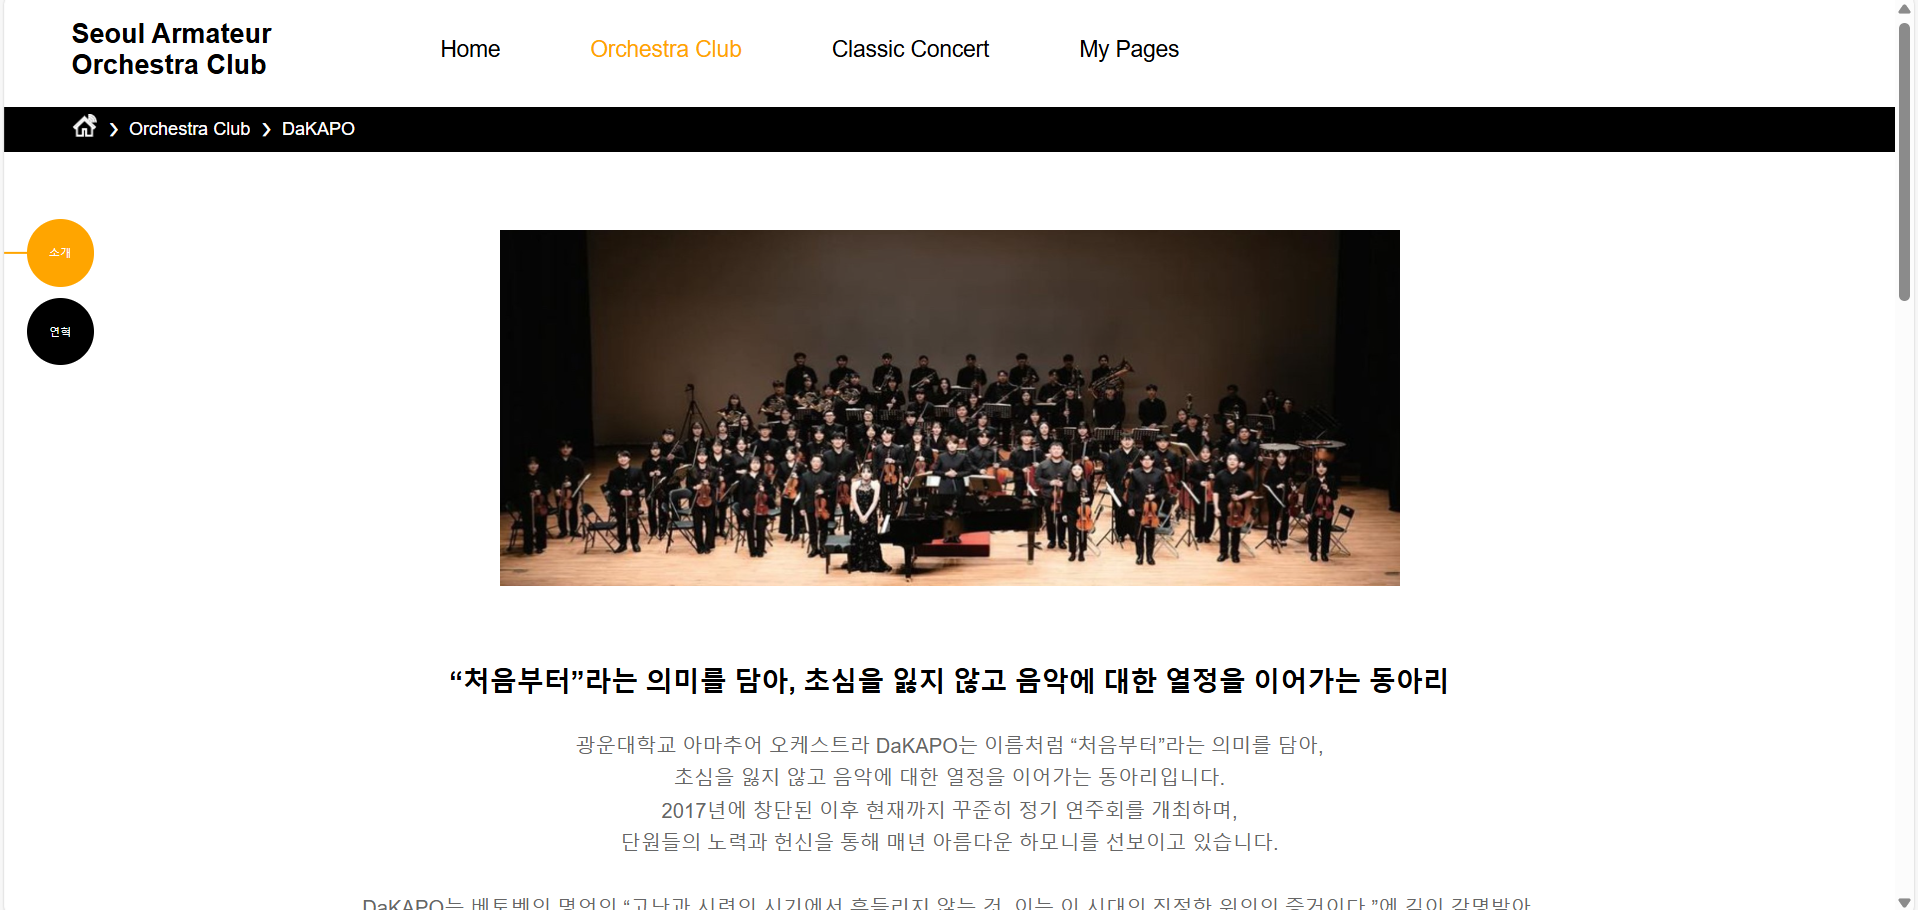 Seoul Armateur
Orchestra Club
Home
Orchestra Club
Classic Concert
My Pages
Orchestra Club
DaKAPO
소개
연혁
“처음부터”라는 의미를 담아, 초심을 잃지 않고 음악에 대한 열정을 이어가는 동아리
광운대학교 아마추어 오케스트라 DaKAPO는 이름처럼 “처음부터”라는 의미를 담아,
초심을 잃지 않고 음악에 대한 열정을 이어가는 동아리입니다.
2017년에 창단된 이후 현재까지 꾸준히 정기 연주회를 개최하며,
단원들의 노력과 헌신을 통해 매년 아름다운 하모니를 선보이고 있습니다.
DaKAPO는 베토벤의 명언인 “고난과 시련의 시기에서 흔들리지 않는 것, 이는 이 시대의 진정한 위인의 증거이다.”에 깊이 감명받아